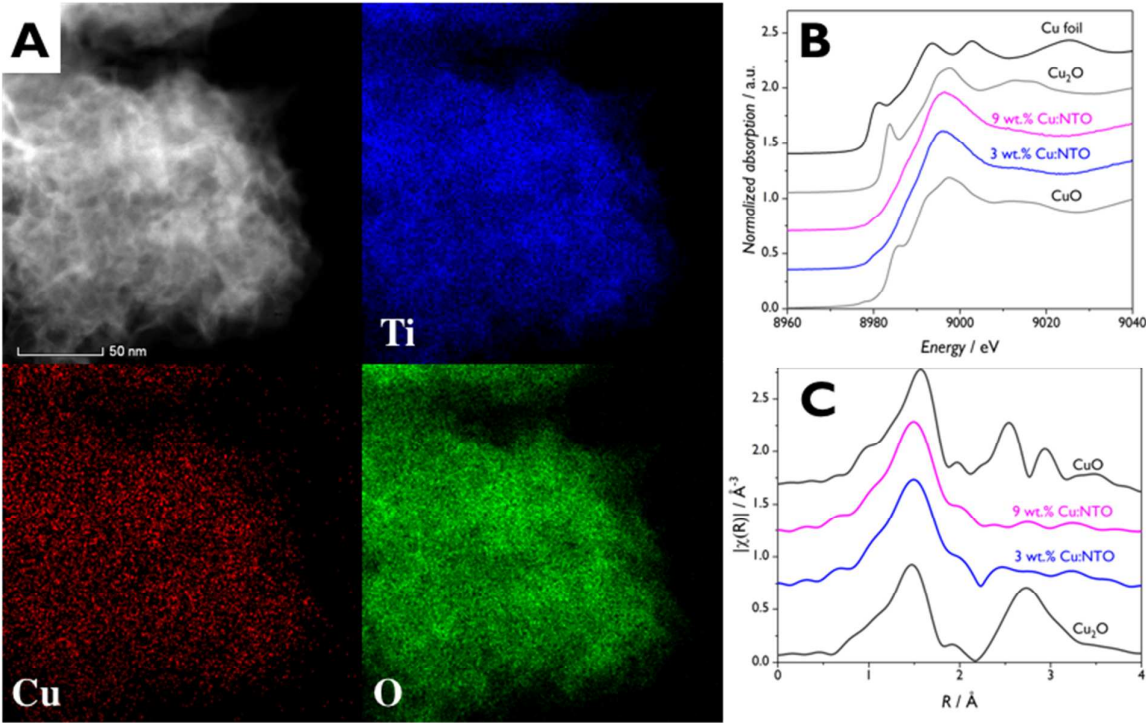 A
50 nm
Ti
Cu
O
B
2.5
2.0
1.5
1.0
0.5
0.0
Normalized absorption / a.u.
Cu foil
Cu₂O
9 wt.% Cu:NTO
3 wt.% Cu:NTO
CuO
8960 8980 9000 9020 9040
Energy / eV
C
2.5
2.0
1.5
1.0
0.5
0.0
|χ(R)| / Å⁻³
CuO
9 wt.% Cu:NTO
3 wt.% Cu:NTO
Cu₂O
0 1 2 3 4
R / Å